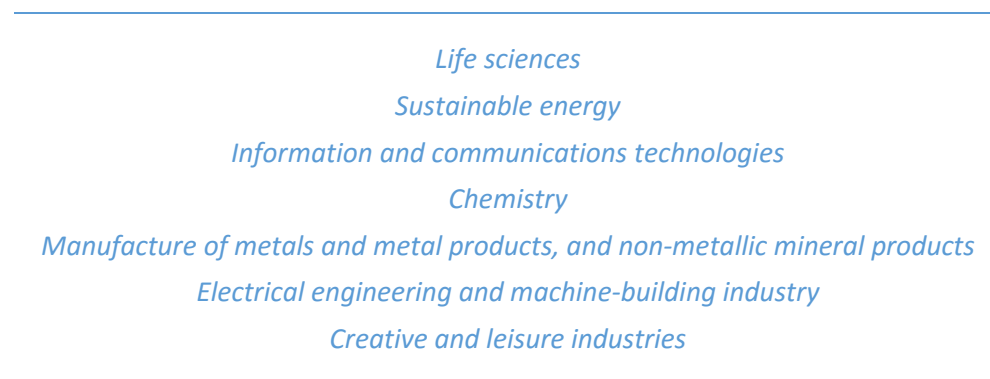 Life sciences
Sustainable energy
Information and communications technologies
Chemistry
Manufacture of metals and metal products, and non-metallic mineral products
Electrical engineering and machine-building industry
Creative and leisure industries